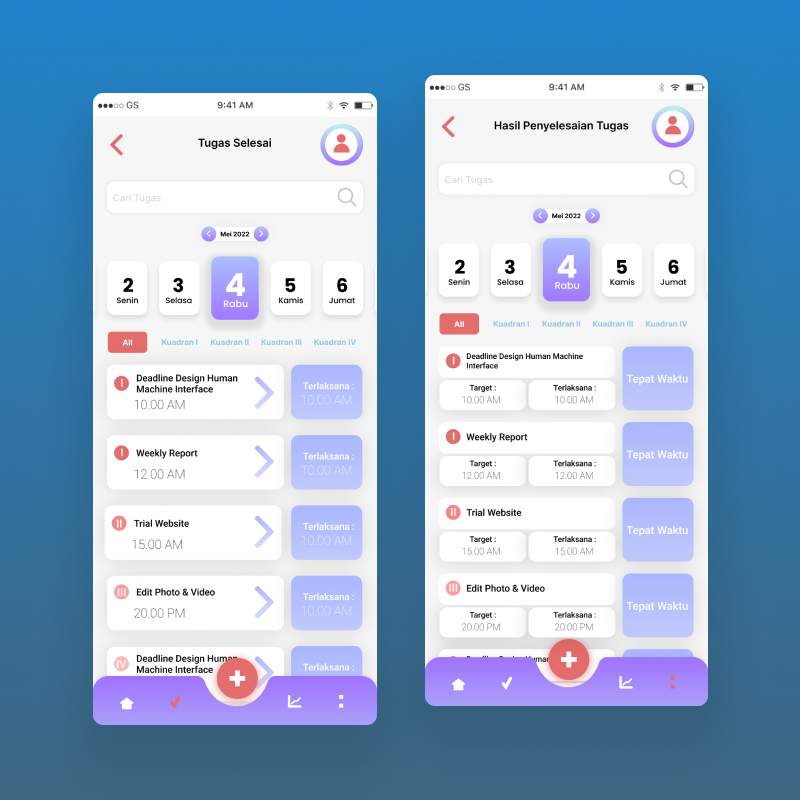 GS 9:41 AM
Tugas Selesai
Cari Tugas
Mei 2022
2 3 4 5 6
Senin Selasa Rabu Kamis Jumat
All Kuadran I Kuadran II Kuadran III Kuadran IV
I Deadline Design Human
Machine Interface
10.00 AM
Terlaksana :
10.00 AM
I Weekly Report
12.00 AM
Terlaksana :
10.00 AM
II Trial Website
15.00 AM
Terlaksana :
10.00 AM
III Edit Photo & Video
20.00 PM
Terlaksana :
10.00 AM
IV Deadline Design Human
Machine Interface
Terlaksana :
GS 9:41 AM
Hasil Penyelesaian Tugas
Cari Tugas
Mei 2022
2 3 4 5 6
Senin Selasa Rabu Kamis Jumat
All Kuadran I Kuadran II Kuadran III Kuadran IV
I Deadline Design Human Machine
Interface
Target : Terlaksana :
10.00 AM 10.00 AM
Tepat Waktu
I Weekly Report
Target : Terlaksana :
12.00 AM 12.00 AM
Tepat Waktu
II Trial Website
Target : Terlaksana :
15.00 AM 15.00 AM
Tepat Waktu
III Edit Photo & Video
Target : Terlaksana :
20.00 PM 20.00 PM
Tepat Waktu